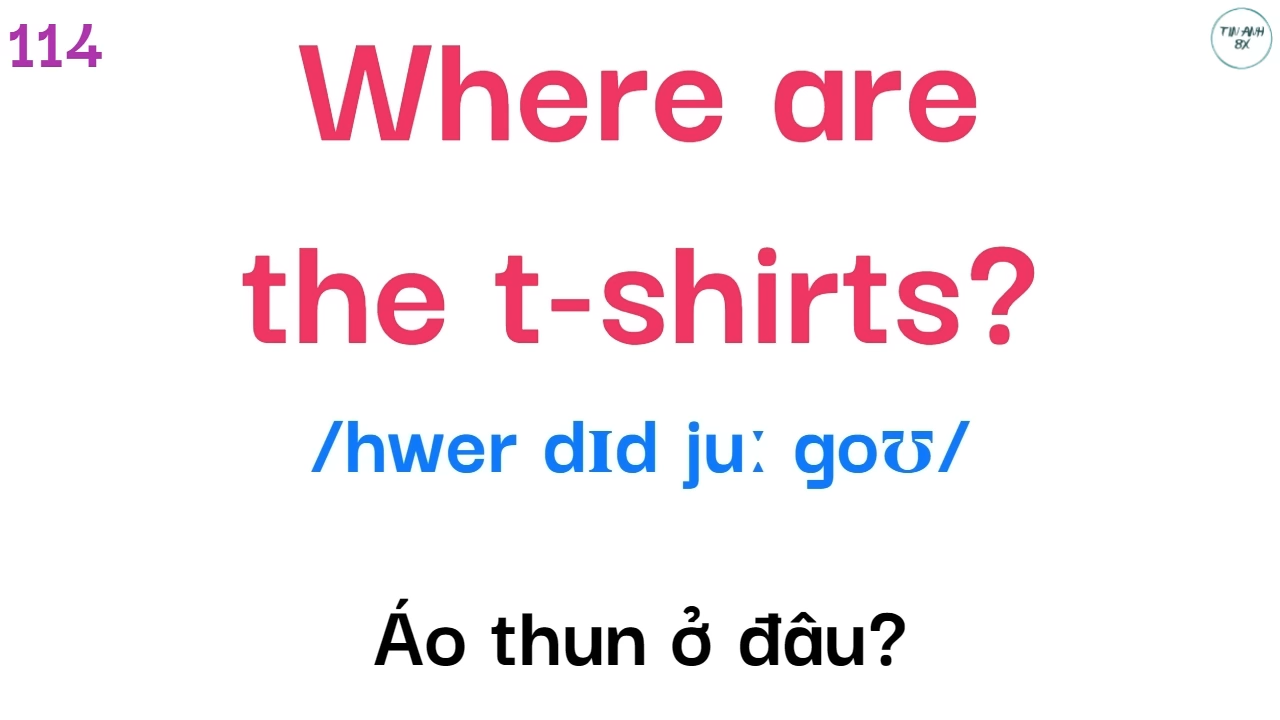 114
TIN ANH
8X
Where are
the t-shirts?
/hwer dɪd juː goʊ/
Áo thun ở đâu?